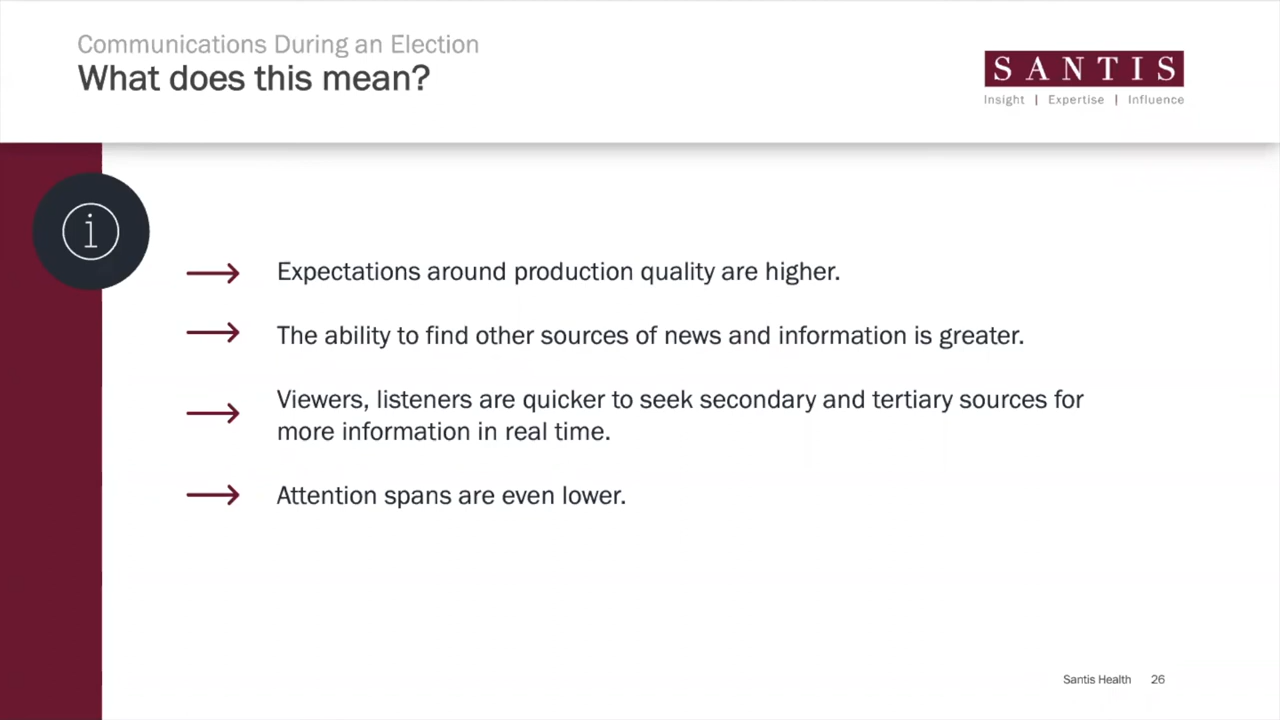 Communications During an Election
What does this mean?
SANTIS
Insight | Expertise | Influence
i
Expectations around production quality are higher.
The ability to find other sources of news and information is greater.
Viewers, listeners are quicker to seek secondary and tertiary sources for
more information in real time.
Attention spans are even lower.
Santis Health 26